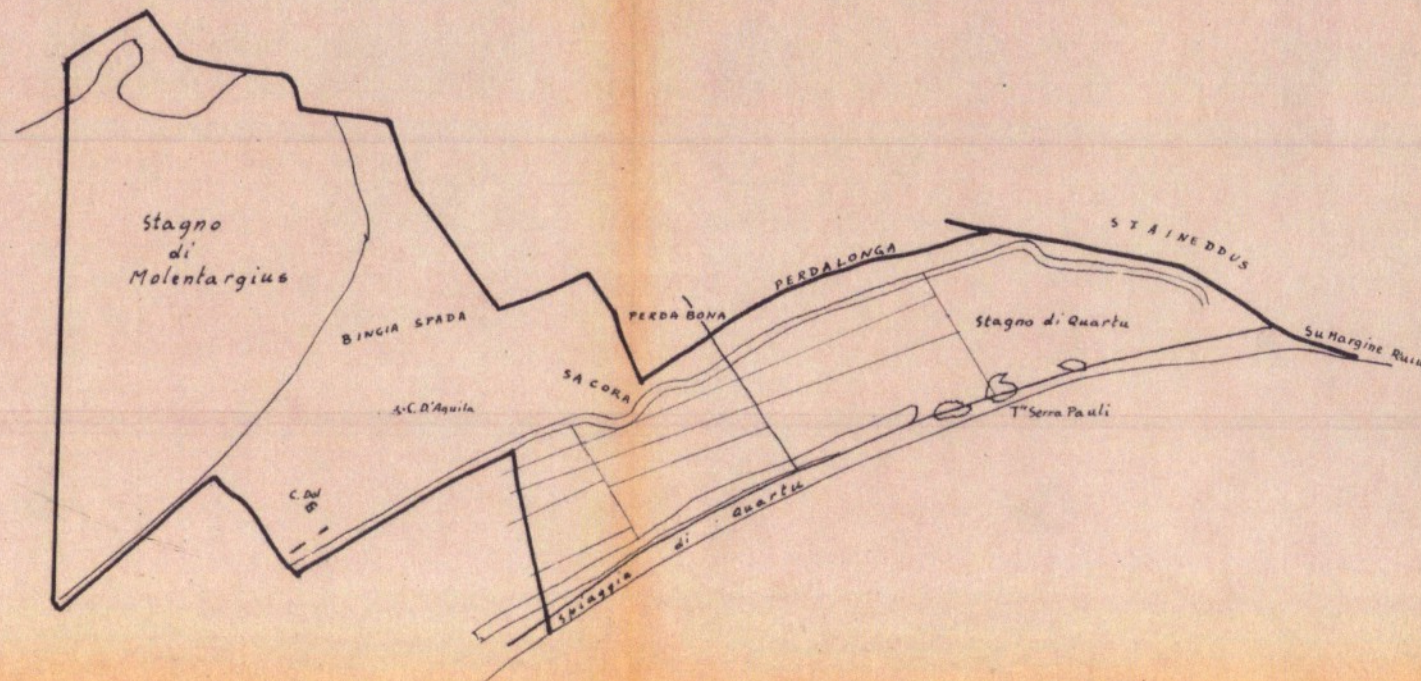 Stagno
di
Molentargius
BINGIA SPADA
C. D'Aquila
C. Dol
SA CORA
PERDA BONA
PERDALONGA
STAINEDDUS
Stagno di Quartu
Su Margine
Tre Serra Pauli
Spiaggia di Quartu